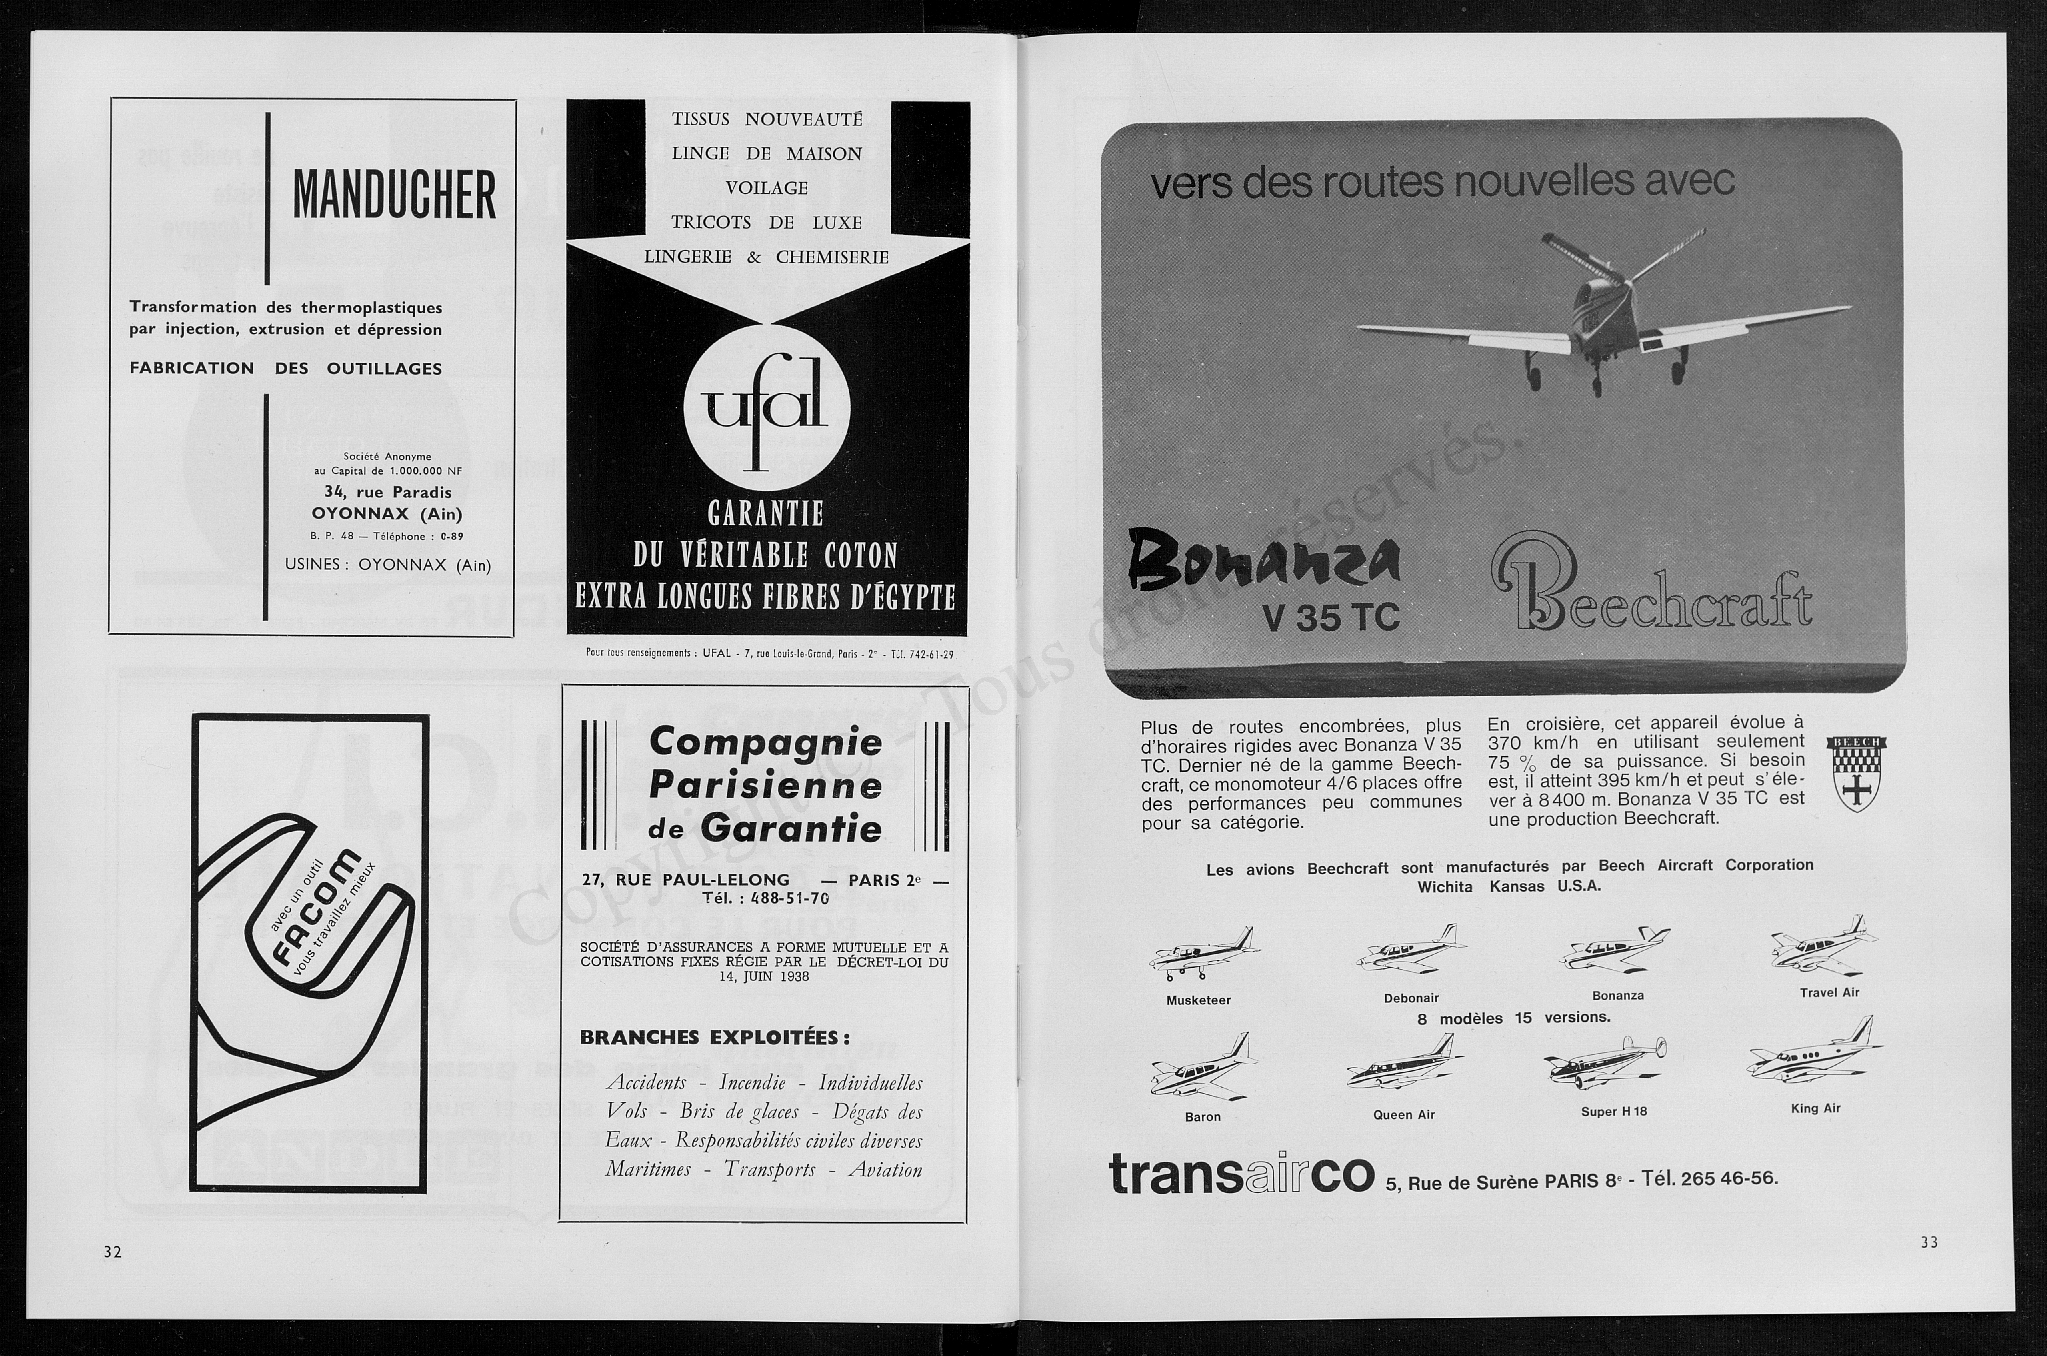 MANDUCHER
Transformation des thermoplastiques
par injection, extrusion et dépression
FABRICATION DES OUTILLAGES
Société Anonyme
au Capital de 1.000.000 NF
34, rue Paradis
OYONNAX (Ain)
B. P. 48 — Téléphone : 0-89
USINES : OYONNAX (Ain)
TISSUS NOUVEAUTÉ
LINGE DE MAISON
VOILAGE
TRICOTS DE LUXE
LINGERIE & CHEMISERIE
ufal
GARANTIE
DU VÉRITABLE COTON
EXTRA LONGUES FIBRES D'ÉGYPTE
Pour tous renseignements : UFAL - 7, rue Louis-le-Grand, Paris - 2e - Tél. 742-61-29
avec un outil
FACOM
vous travaillez mieux
Compagnie
Parisienne
de Garantie
27, RUE PAUL-LELONG — PARIS 2e —
Tél. : 488-51-70
SOCIÉTÉ D'ASSURANCES A FORME MUTUELLE ET A
COTISATIONS FIXES RÉGIE PAR LE DÉCRET-LOI DU
14, JUIN 1938
BRANCHES EXPLOITÉES :
Accidents - Incendie - Individuelles
Vols - Bris de glaces - Dégats des
Eaux - Responsabilités civiles diverses
Maritimes - Transports - Aviation
32
vers des routes nouvelles avec
Bonanza
V 35 TC
Beechcraft
Plus de routes encombrées, plus
d'horaires rigides avec Bonanza V 35
TC. Dernier né de la gamme Beech-
craft, ce monomoteur 4/6 places offre
des performances peu communes
pour sa catégorie.
En croisière, cet appareil évolue à
370 km/h en utilisant seulement
75 % de sa puissance. Si besoin
est, il atteint 395 km/h et peut s'éle-
ver à 8400 m. Bonanza V 35 TC est
une production Beechcraft.
BEECH
Les avions Beechcraft sont manufacturés par Beech Aircraft Corporation
Wichita Kansas U.S.A.
Musketeer
Debonair
Bonanza
Travel Air
8 modèles 15 versions.
Baron
Queen Air
Super H 18
King Air
transairco 5, Rue de Surène PARIS 8e - Tél. 265 46-56.
33
Copyright © - Tous droits réservés.